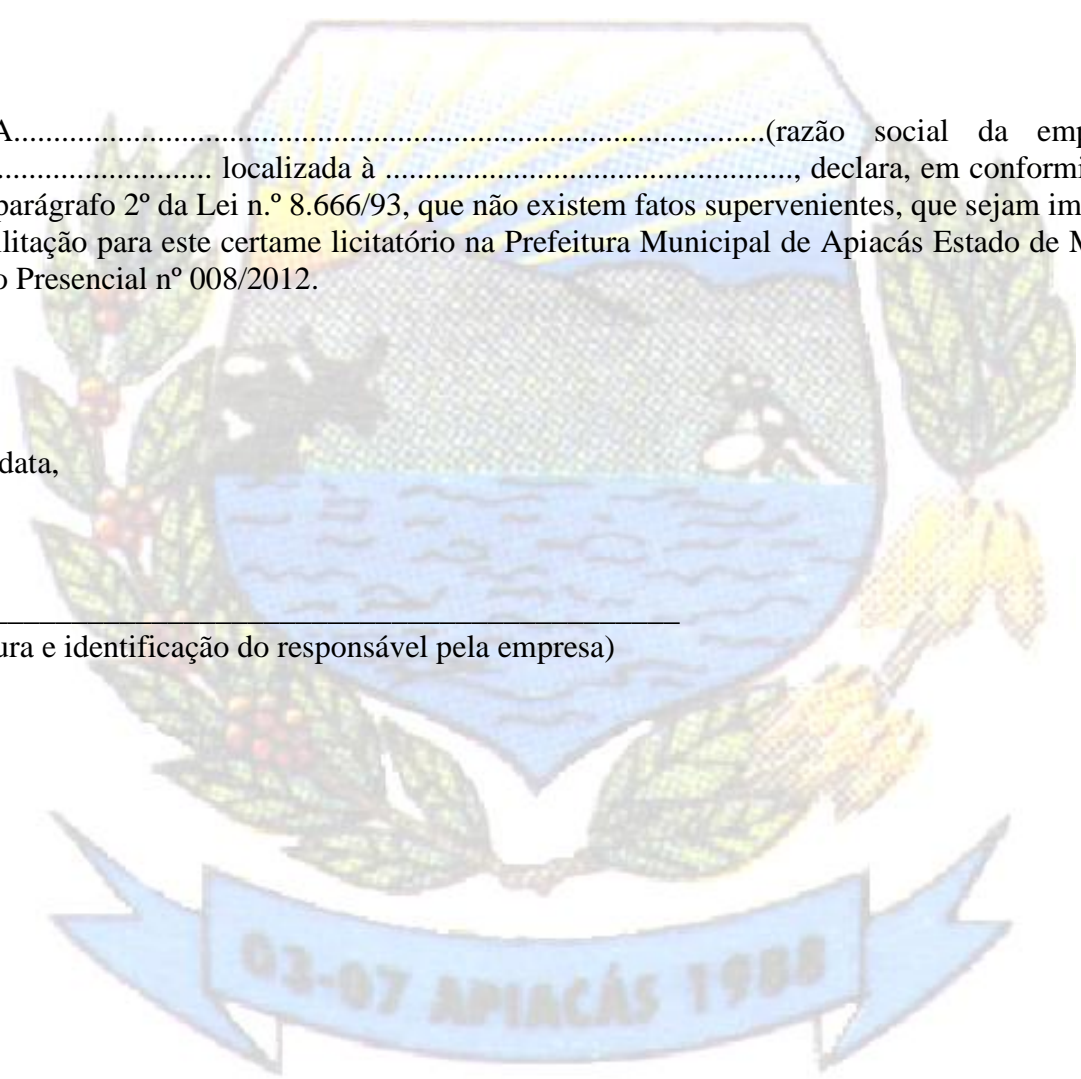 A...............................................................................................(razão social da emp
........................... localizada à ...................................................., declara, em conformi
parágrafo 2º da Lei n.º 8.666/93, que não existem fatos supervenientes, que sejam im
ilitação para este certame licitatório na Prefeitura Municipal de Apiacás Estado de M
o Presencial nº 008/2012.
data,
____________________________________________
ura e identificação do responsável pela empresa)
03-07 APIACÁS 1988